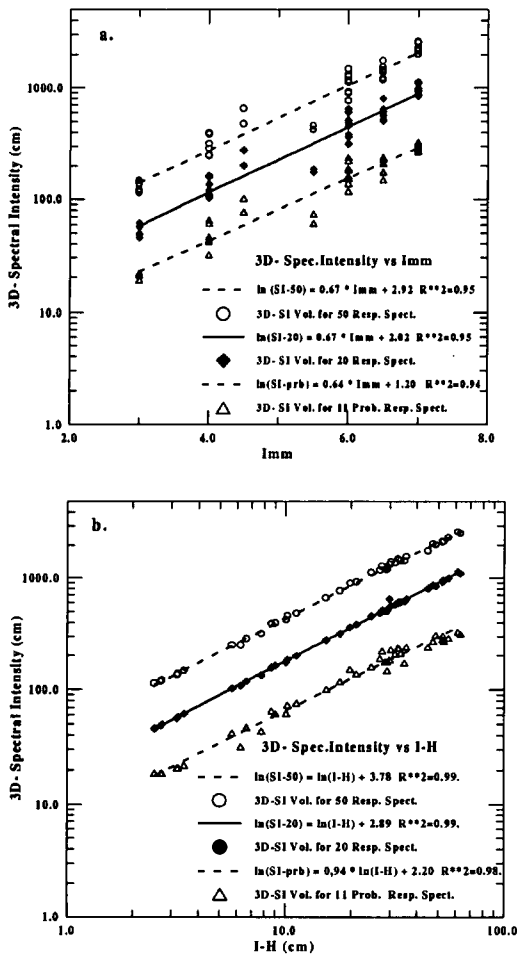 a.
1000.0
100.0
10.0
1.0
3D- Spectral Intensity (cm)
3D- Spec.Intensity vs Imm
ln (SI-50) = 0.67 * Imm + 2.92 R**2=0.95
3D-SI Vol. for 50 Resp. Spect.
ln(SI-20) = 0.67 * Imm + 2.02 R**2=0.95
3D-SI Vol. for 20 Resp. Spect.
ln(SI-prb) = 0.64 * Imm + 1.20 R**2=0.94
3D-SI Vol. for 11 Prob. Resp. Spect.
2.0 4.0 6.0 8.0
Imm
b.
1000.0
100.0
10.0
1.0
3D- Spectral Intensity (cm)
3D- Spec.Intensity vs I-H
ln(SI-50) = ln(I-H) + 3.78 R**2=0.99.
3D-SI Vol. for 50 Resp. Spect.
ln(SI-20) = ln(I-H) + 2.89 R**2=0.99.
3D-SI Vol. for 20 Resp. Spect.
ln(SI-prb) = 0,94 * ln(I-H) + 2.20 R**2=0.98.
3D-SI Vol. for 11 Prob. Resp. Spect.
1.0 10.0 100.0
I-H (cm)